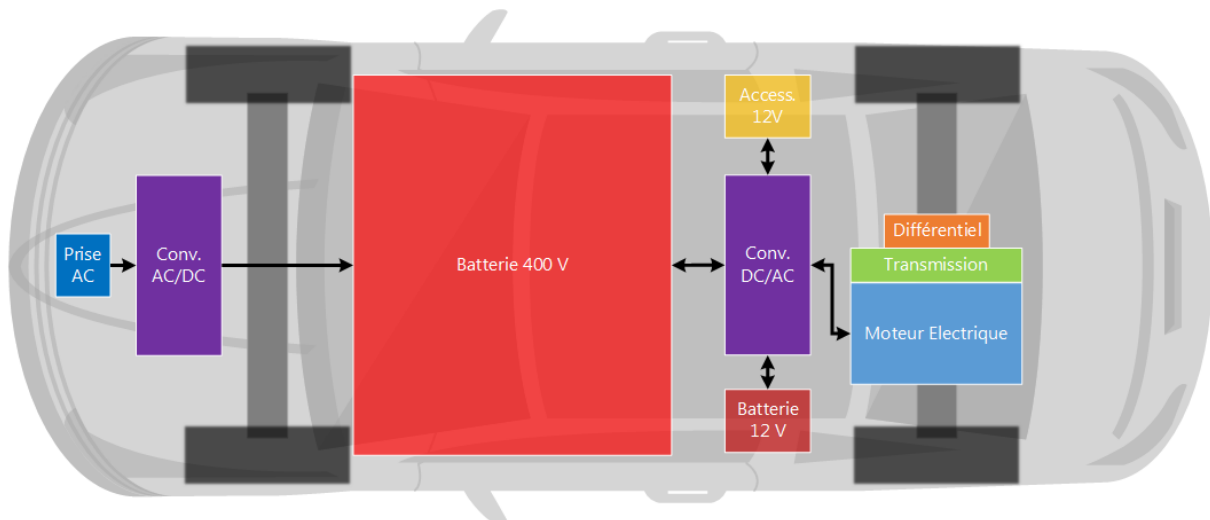 Prise
AC
Conv.
AC/DC
Batterie 400 V
Access.
12V
Conv.
DC/AC
Batterie
12 V
Différentiel
Transmission
Moteur Electrique